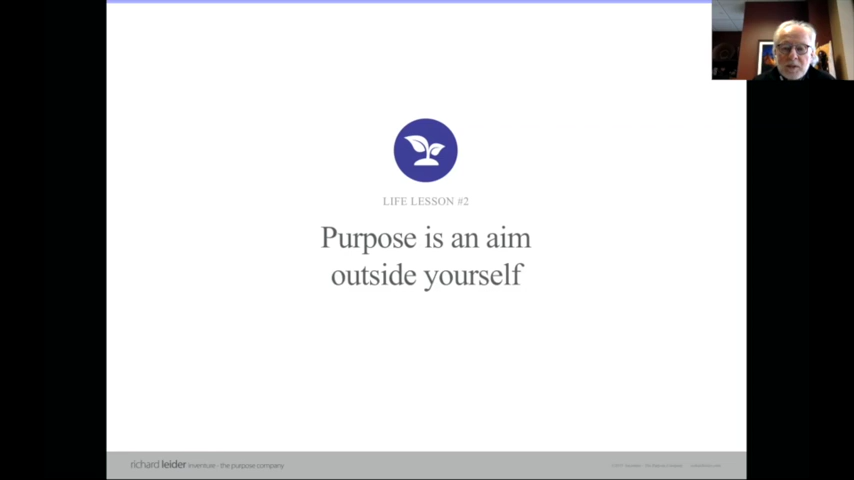 LIFE LESSON #2
Purpose is an aim
outside yourself
richard leider inventure - the purpose company